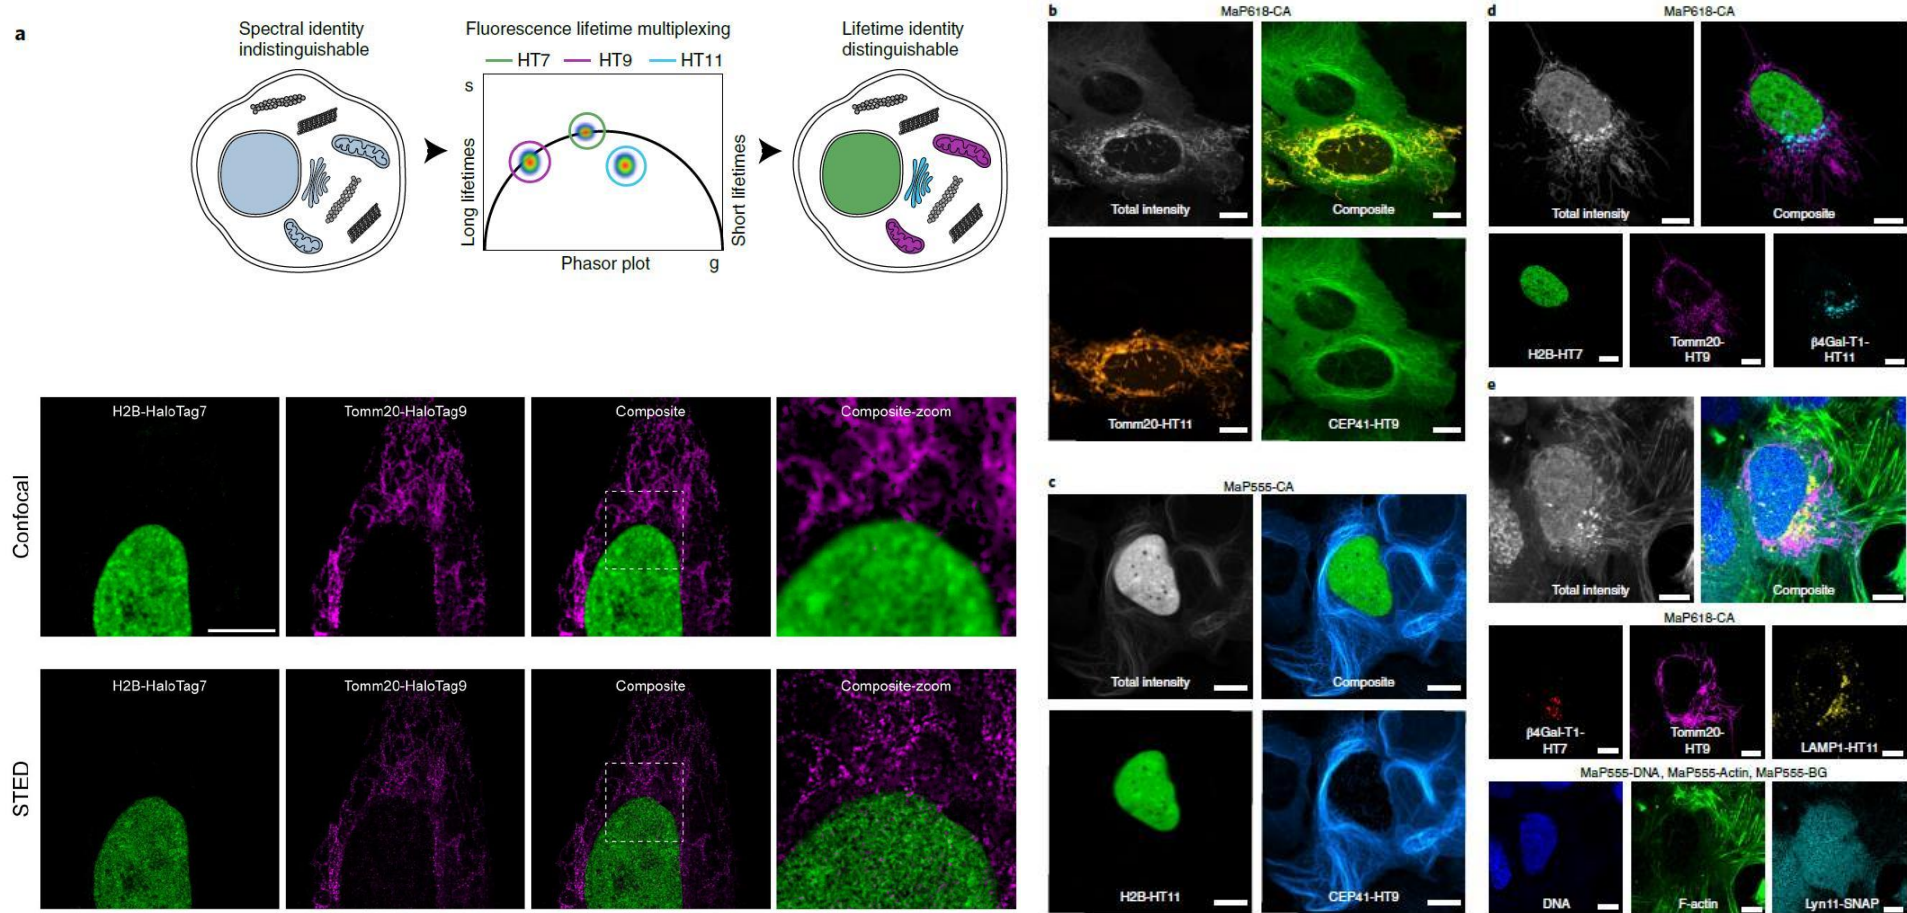 a
Spectral identity
indistinguishable
Fluorescence lifetime multiplexing
HT7 HT9 HT11
Lifetime identity
distinguishable
s
Long lifetimes
Short lifetimes
Phasor plot
g
Confocal
H2B-HaloTag7
Tomm20-HaloTag9
Composite
Composite-zoom
STED
H2B-HaloTag7
Tomm20-HaloTag9
Composite
Composite-zoom
b
MaP618-CA
Total intensity
Composite
Tomm20-HT11
CEP41-HT9
c
MaP555-CA
Total intensity
Composite
H2B-HT11
CEP41-HT9
d
MaP618-CA
Total intensity
Composite
H2B-HT7
Tomm20-
HT9
β4Gal-T1-
HT11
e
Total intensity
Composite
MaP618-CA
β4Gal-T1-
HT7
Tomm20-
HT9
LAMP1-HT11
MaP555-DNA, MaP555-Actin, MaP555-BG
DNA
F-actin
Lyn11-SNAP